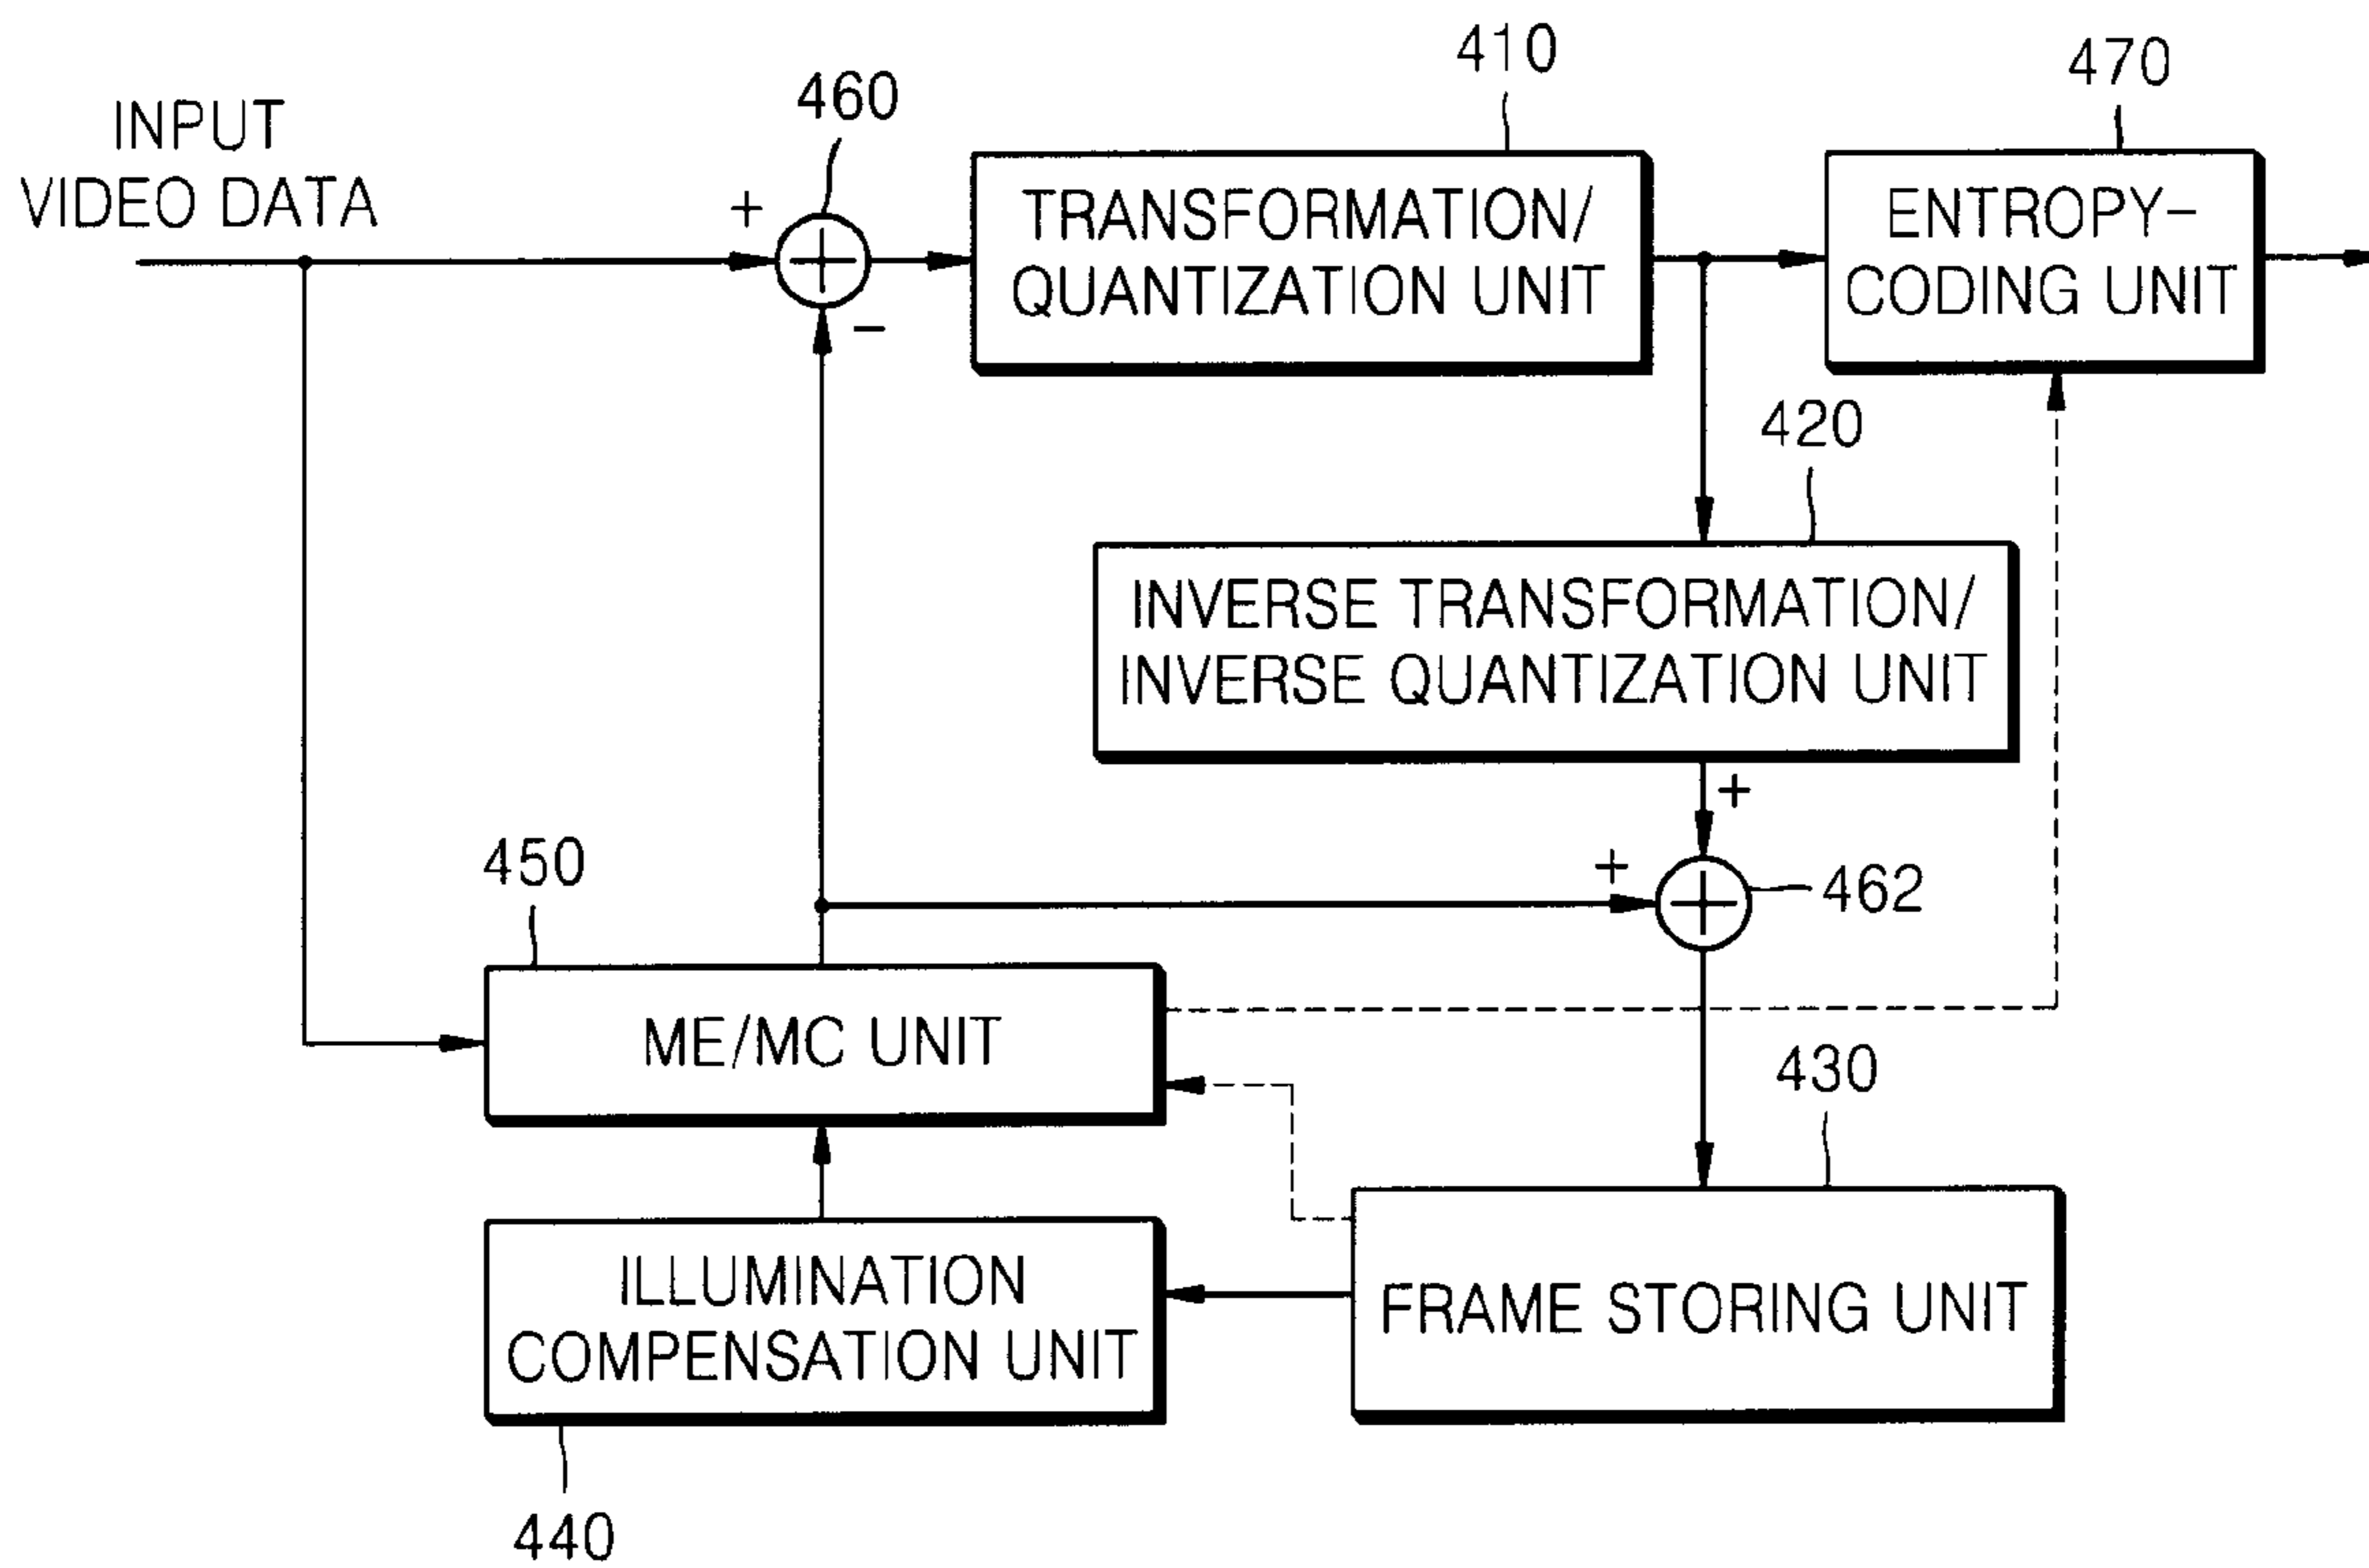 410
470
460
INPUT
VIDEO DATA
+
TRANSFORMATION/
QUANTIZATION UNIT
ENTROPY-
CODING UNIT
-
420
INVERSE TRANSFORMATION/
INVERSE QUANTIZATION UNIT
+
450
+
462
ME/MC UNIT
430
ILLUMINATION
COMPENSATION UNIT
FRAME STORING UNIT
440